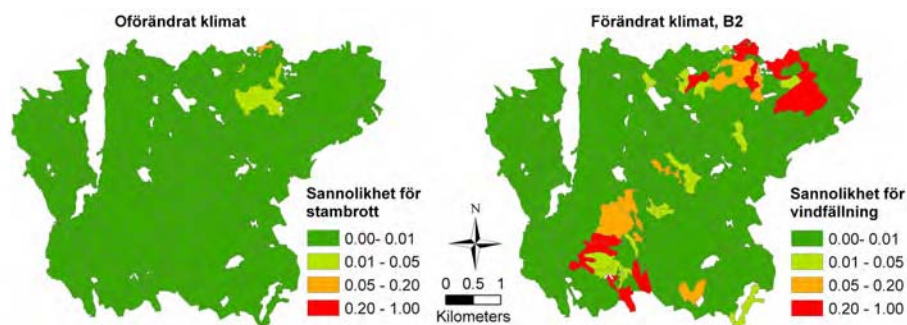 Oförändrat klimat
Sannolikhet för
stambrott
0.00- 0.01
0.01 - 0.05
0.05 - 0.20
0.20 - 1.00
N
0 0.5 1
Kilometers
Förändrat klimat, B2
Sannolikhet för
vindfällning
0.00- 0.01
0.01 - 0.05
0.05 - 0.20
0.20 - 1.00